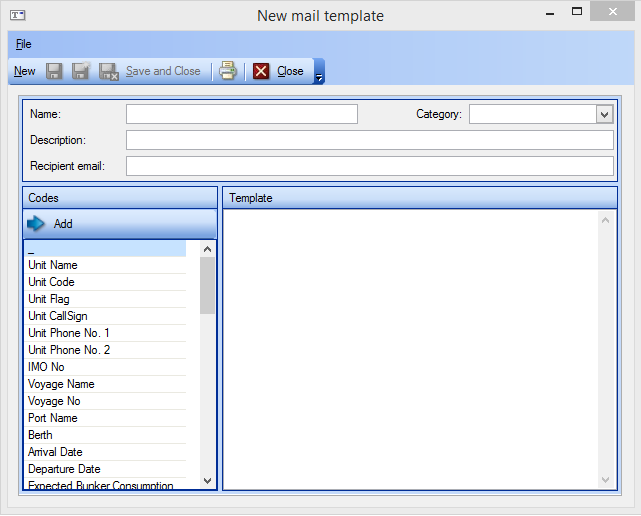 New mail template
File
New Save and Close Close
Name: Category:
Description:
Recipient email:
Codes Template
Add
_
Unit Name
Unit Code
Unit Flag
Unit CallSign
Unit Phone No. 1
Unit Phone No. 2
IMO No
Voyage Name
Voyage No
Port Name
Berth
Arrival Date
Departure Date
Expected Bunker Consumption